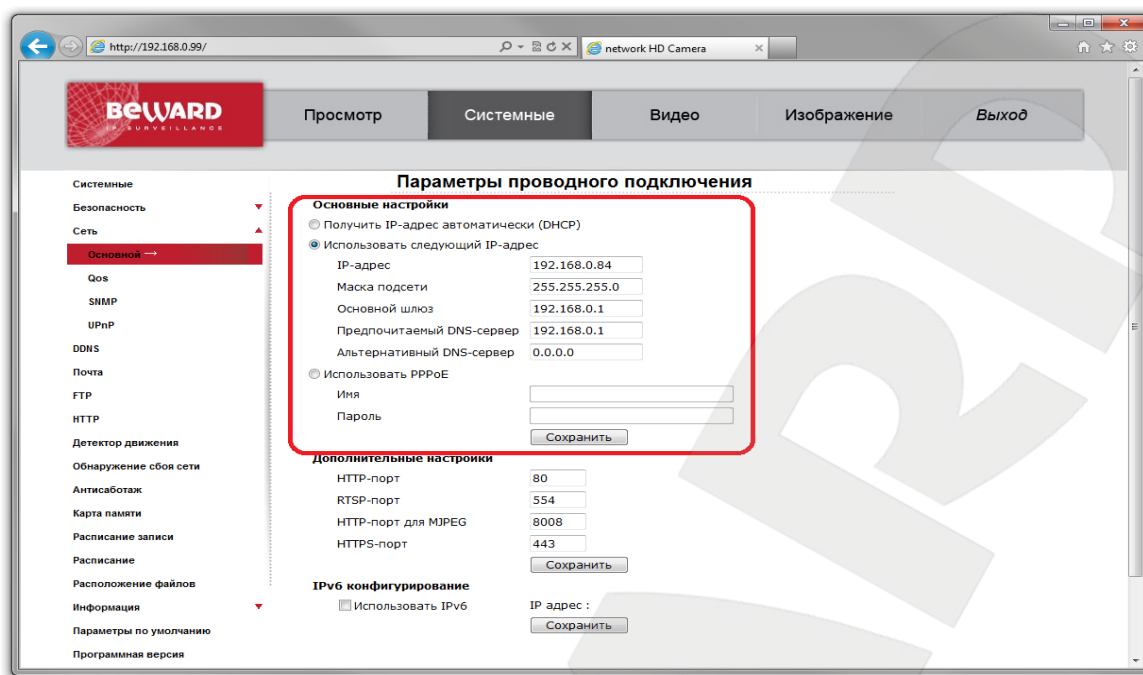 http://192.168.0.99/
network HD Camera
BEWARD
IP SURVEILLANCE
Просмотр
Системные
Видео
Изображение
Выход
Параметры проводного подключения
Системные
Безопасность
Сеть
Основной →
Qos
SNMP
UPnP
DDNS
Почта
FTP
HTTP
Детектор движения
Обнаружение сбоя сети
Антисаботаж
Карта памяти
Расписание записи
Расписание
Расположение файлов
Информация
Параметры по умолчанию
Программная версия
Основные настройки
Получить IP-адрес автоматически (DHCP)
Использовать следующий IP-адрес
IP-адрес 192.168.0.84
Маска подсети 255.255.255.0
Основной шлюз 192.168.0.1
Предпочитаемый DNS-сервер 192.168.0.1
Альтернативный DNS-сервер 0.0.0.0
Использовать PPPoE
Имя
Пароль
Сохранить
Дополнительные настройки
HTTP-порт 80
RTSP-порт 554
HTTP-порт для MJPEG 8008
HTTPS-порт 443
Сохранить
IPv6 конфигурирование
Использовать IPv6 IP адрес :
Сохранить